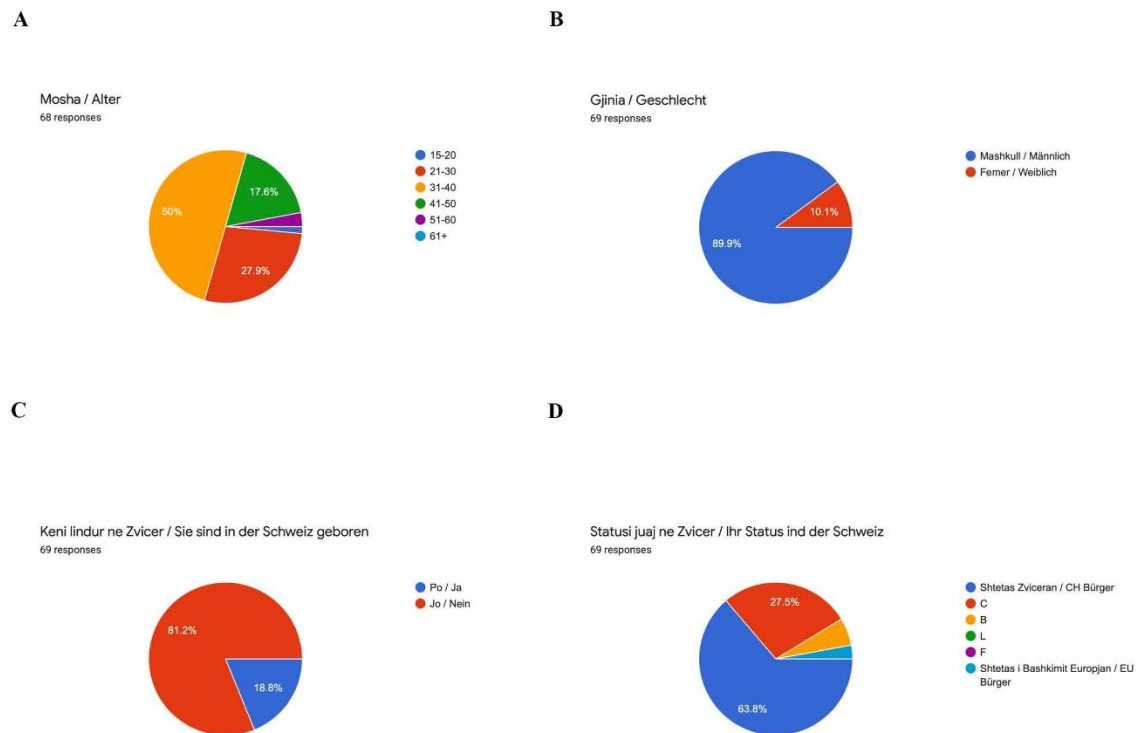 A
Mosha / Alter
68 responses
15-20
21-30
31-40
41-50
51-60
61+
17.6%
50%
27.9%
B
Gjinia / Geschlecht
69 responses
Mashkull / Männlich
Femer / Weiblich
10.1%
89.9%
C
Keni lindur ne Zvicer / Sie sind in der Schweiz geboren
69 responses
Po / Ja
Jo / Nein
81.2%
18.8%
D
Statusi juaj ne Zvicer / Ihr Status ind der Schweiz
69 responses
Shtetas Zviceran / CH Bürger
C
B
L
F
Shtetas i Bashkimit Europjan / EU
Bürger
27.5%
63.8%